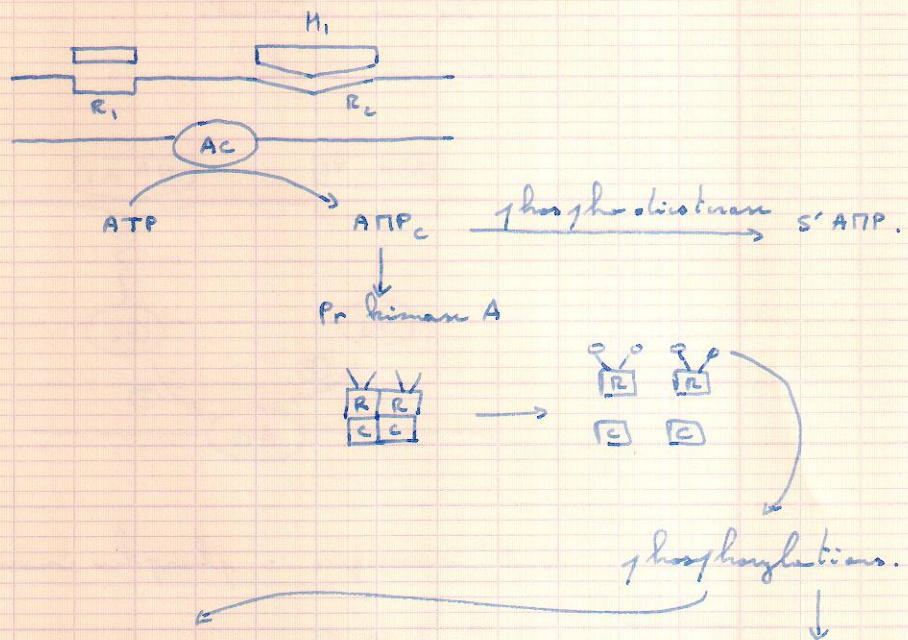 H1
R1
R2
AC
ATP
AMPc
phosphodiesterase
5'AMP.
Pr kinase A
R R
R R
C C
C C
phosphorylations.